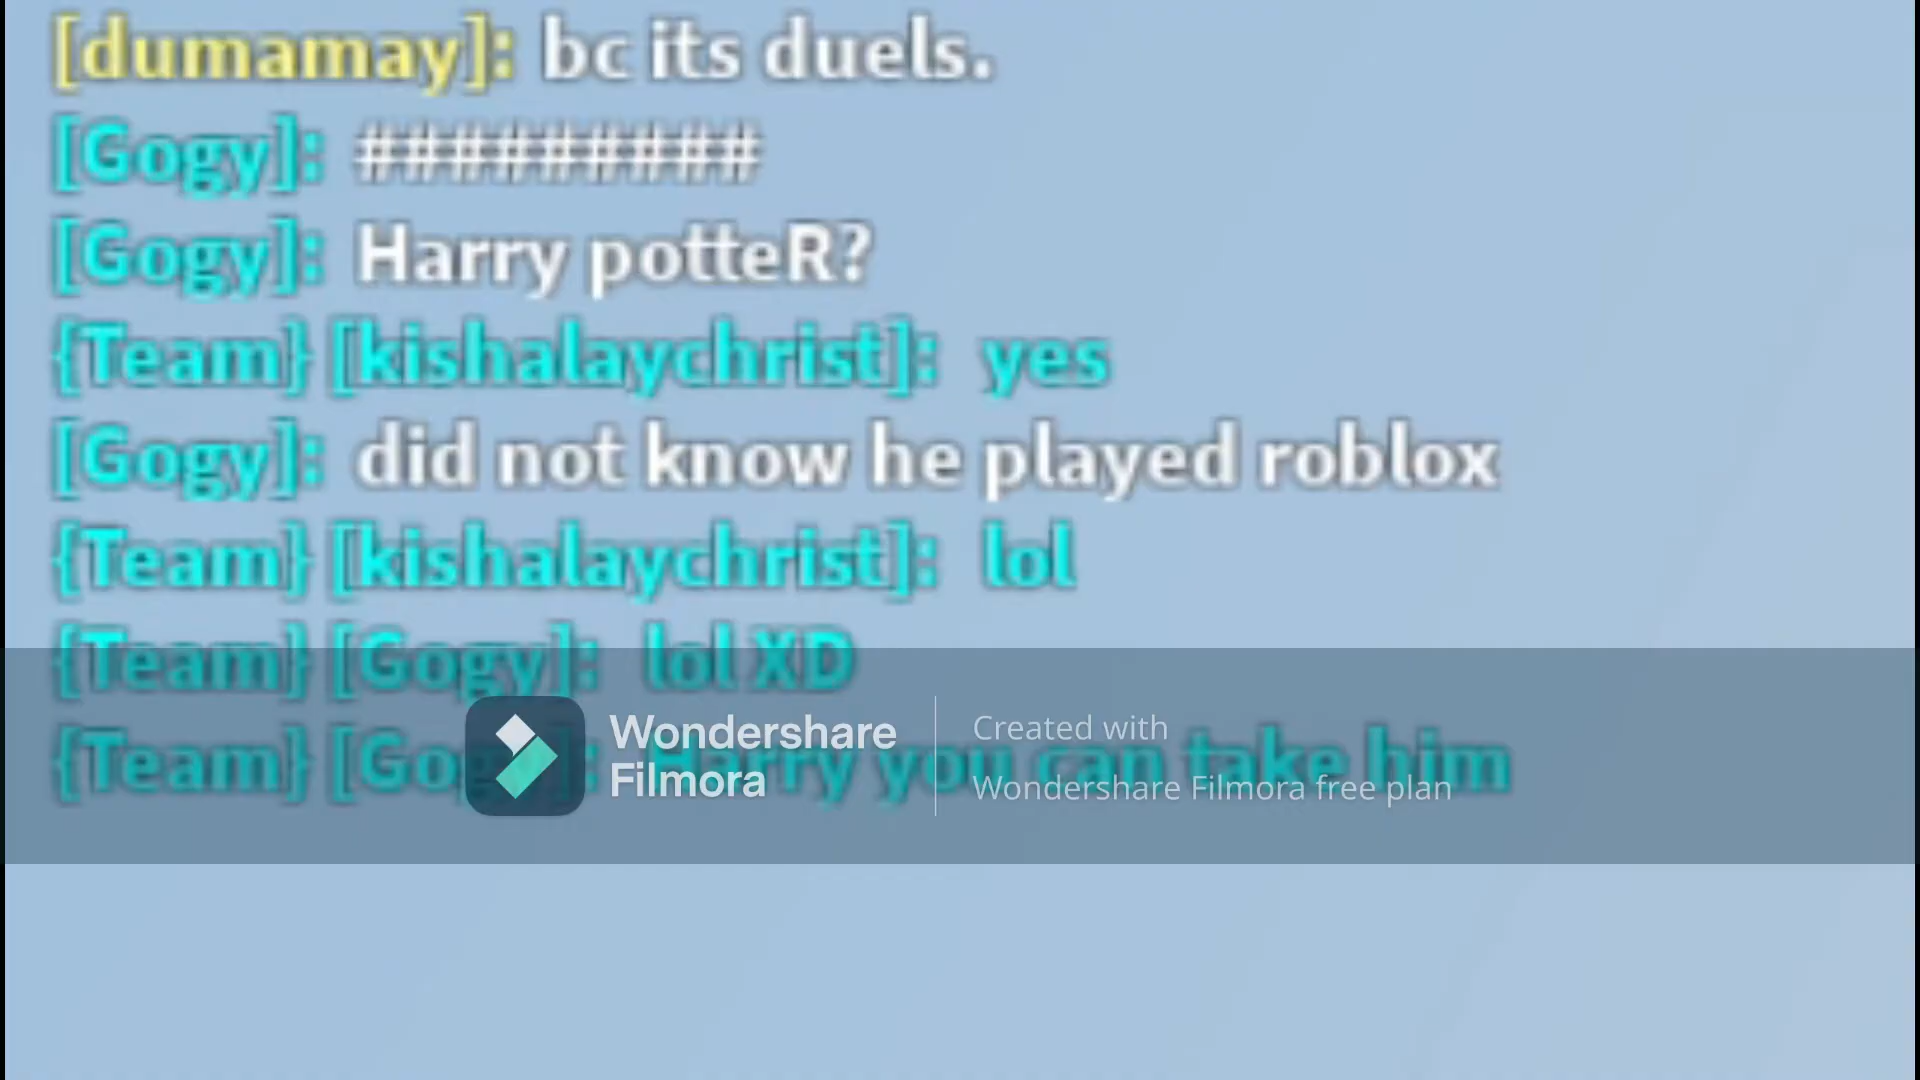 [dumamay]: bc its duels.
[Gogy]: #########
[Gogy]: Harry potteR?
{Team} [kishalaychrist]: yes
[Gogy]: did not know he played roblox
{Team} [kishalaychrist]: lol
{Team} [Gogy]: lol XD
{Team} [Gogy]: Harry you can take him
Wondershare
Filmora
Created with
Wondershare Filmora free plan